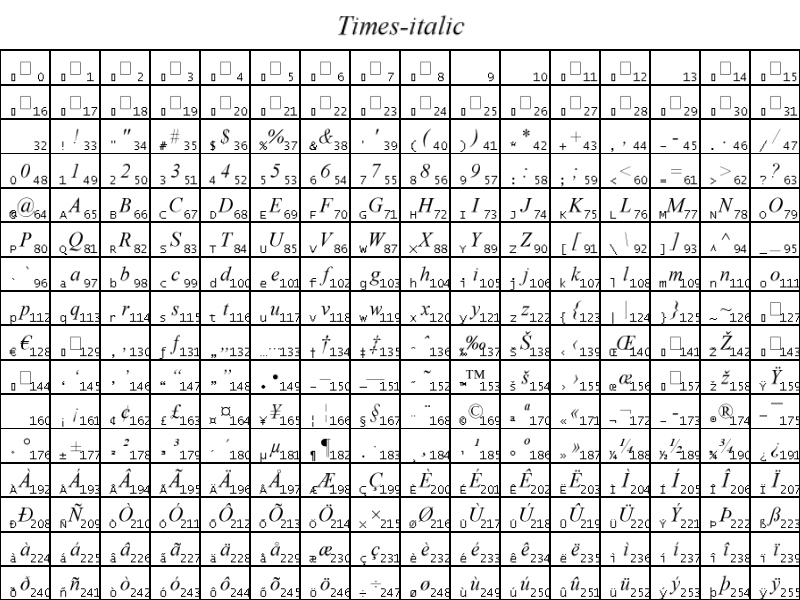 Times-italic
▯ □ 0 ▯ □ 1 ▯ □ 2 ▯ □ 3 ▯ □ 4 ▯ □ 5 ▯ □ 6 ▯ □ 7 ▯ □ 8 9 10 ▯ □ 11 ▯ □ 12 13 ▯ □ 14 ▯ □ 15
▯ □ 16 ▯ □ 17 ▯ □ 18 ▯ □ 19 ▯ □ 20 ▯ □ 21 ▯ □ 22 ▯ □ 23 ▯ □ 24 ▯ □ 25 ▯ □ 26 ▯ □ 27 ▯ □ 28 ▯ □ 29 ▯ □ 30 ▯ □ 31
32 ! ! 33 " " 34 # # 35 $ $ 36 % % 37 & & 38 ' ' 39 ( ( 40 ) ) 41 * * 42 + + 43 , , 44 - - 45 . . 46 / / 47
0 0 48 1 1 49 2 2 50 3 3 51 4 4 52 5 5 53 6 6 54 7 7 55 8 8 56 9 9 57 : : 58 ; ; 59 < < 60 = = 61 > > 62 ? ? 63
@ @ 64 A A 65 B B 66 C C 67 D D 68 E E 69 F F 70 G G 71 H H 72 I I 73 J J 74 K K 75 L L 76 M M 77 N N 78 O O 79
P P 80 Q Q 81 R R 82 S S 83 T T 84 U U 85 V V 86 W W 87 X X 88 Y Y 89 Z Z 90 [ [ 91 \ \ 92 ] ] 93 ^ ^ 94 _ _ 95
` ` 96 a a 97 b b 98 c c 99 d d 100 e e 101 f f 102 g g 103 h h 104 i i 105 j j 106 k k 107 l l 108 m m 109 n n 110 o o 111
p p 112 q q 113 r r 114 s s 115 t t 116 u u 117 v v 118 w w 119 x x 120 y y 121 z z 122 { { 123 | | 124 } } 125 ~ ~ 126 ▯ □ 127
€ € 128 ▯ □ 129 ‚ ‚ 130 ƒ ƒ 131 „ „ 132 … … 133 † † 134 ‡ ‡ 135 ˆ ˆ 136 ‰ ‰ 137 Š Š 138 ‹ ‹ 139 Œ Œ 140 ▯ □ 141 Ž Ž 142 ▯ □ 143
▯ □ 144 ‘ ‘ 145 ’ ’ 146 “ “ 147 ” ” 148 • • 149 – – 150 — — 151 ˜ ˜ 152 ™ ™ 153 š š 154 › › 155 œ œ 156 ▯ □ 157 ž ž 158 Ÿ Ÿ 159
160 ¡ ¡ 161 ¢ ¢ 162 £ £ 163 ¤ ¤ 164 ¥ ¥ 165 ¦ ¦ 166 § § 167 ¨ ¨ 168 © © 169 ª ª 170 « « 171 ¬ ¬ 172 - - 173 ® ® 174 ¯ ¯ 175
° ° 176 ± ± 177 ² ² 178 ³ ³ 179 ´ ´ 180 µ µ 181 ¶ ¶ 182 · · 183 ¸ ¸ 184 ¹ ¹ 185 º º 186 » » 187 ¼ ¼ 188 ½ ½ 189 ¾ ¾ 190 ¿ ¿ 191
À À 192 Á Á 193 Â Â 194 Ã Ã 195 Ä Ä 196 Å Å 197 Æ Æ 198 Ç Ç 199 È È 200 É É 201 Ê Ê 202 Ë Ë 203 Ì Ì 204 Í Í 205 Î Î 206 Ï Ï 207
Ð Ð 208 Ñ Ñ 209 Ò Ò 210 Ó Ó 211 Ô Ô 212 Õ Õ 213 Ö Ö 214 × × 215 Ø Ø 216 Ù Ù 217 Ú Ú 218 Û Û 219 Ü Ü 220 Ý Ý 221 Þ Þ 222 ß ß 223
à à 224 á á 225 â â 226 ã ã 227 ä ä 228 å å 229 æ æ 230 ç ç 231 è è 232 é é 233 ê ê 234 ë ë 235 ì ì 236 í í 237 î î 238 ï ï 239
ð ð 240 ñ ñ 241 ò ò 242 ó ó 243 ô ô 244 õ õ 245 ö ö 246 ÷ ÷ 247 ø ø 248 ù ù 249 ú ú 250 û û 251 ü ü 252 ý ý 253 þ þ 254 ÿ ÿ 255